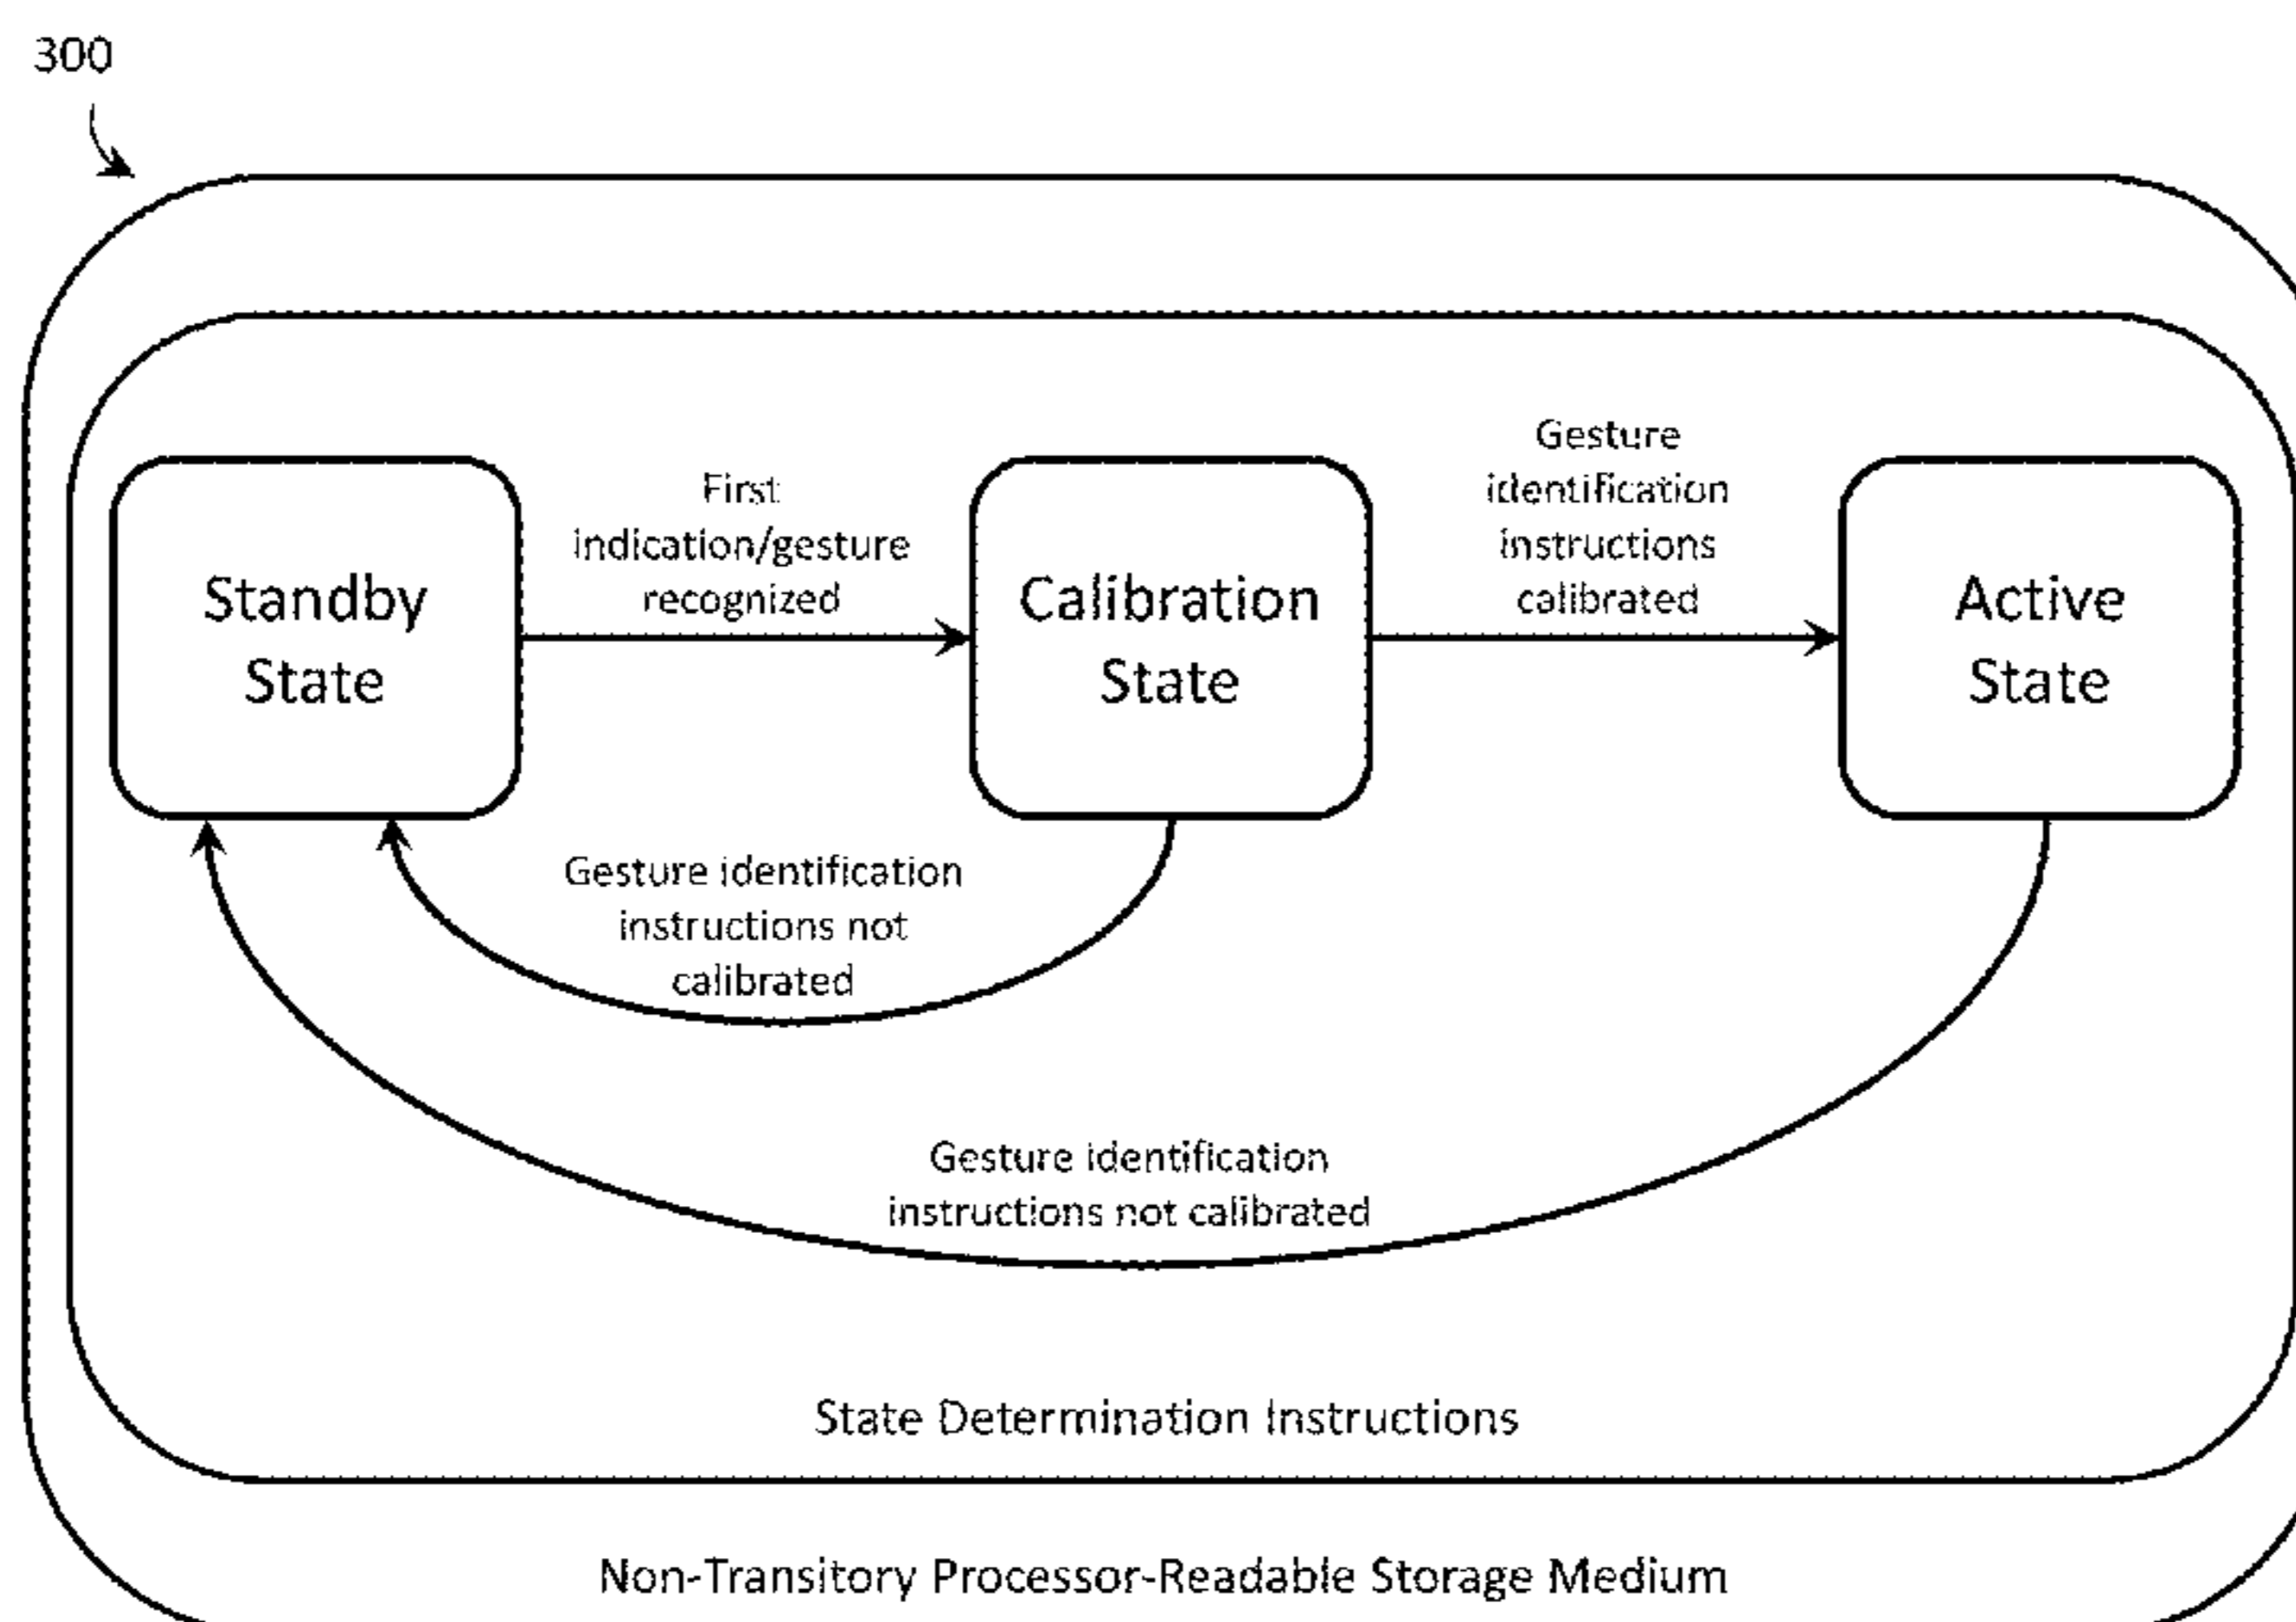 300
First
indication/gesture
recognized
Gesture
identification
instructions
calibrated
Standby
State
Calibration
State
Active
State
Gesture identification
instructions not
calibrated
Gesture identification
instructions not calibrated
State Determination Instructions
Non-Transitory Processor-Readable Storage Medium